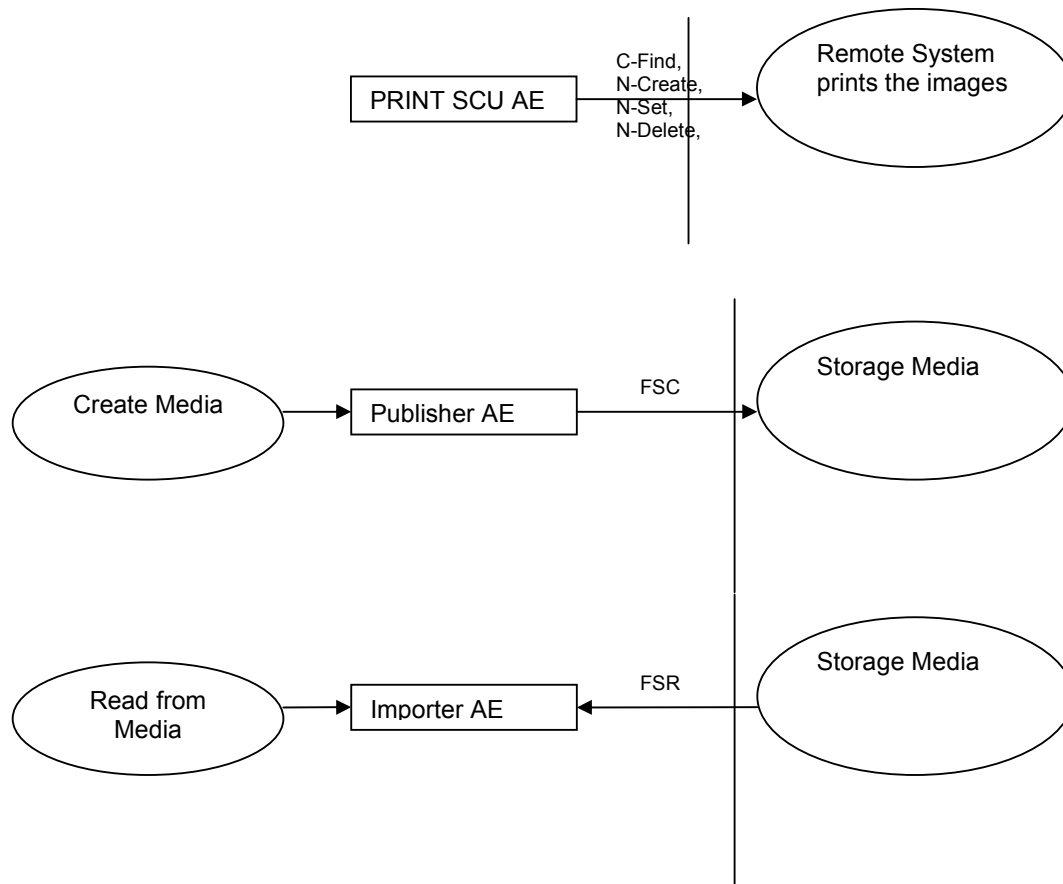 C-Find,
N-Create,
N-Set,
N-Delete,
PRINT SCU AE
Remote System
prints the images
Create Media
Publisher AE
FSC
Storage Media
Read from
Media
Importer AE
FSR
Storage Media